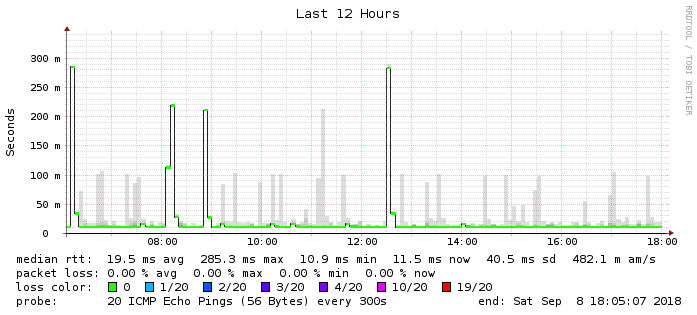 Last 12 Hours
RRDTOOL / TOBI OETIKER
Seconds
300 m
250 m
200 m
150 m
100 m
50 m
0
08:00 10:00 12:00 14:00 16:00 18:00
median rtt: 19.5 ms avg 285.3 ms max 10.9 ms min 11.5 ms now 40.5 ms sd 482.1 m am/s
packet loss: 0.00 % avg 0.00 % max 0.00 % min 0.00 % now
loss color: 0 1/20 2/20 3/20 4/20 10/20 19/20
probe: 20 ICMP Echo Pings (56 Bytes) every 300s end: Sat Sep 8 18:05:07 2018